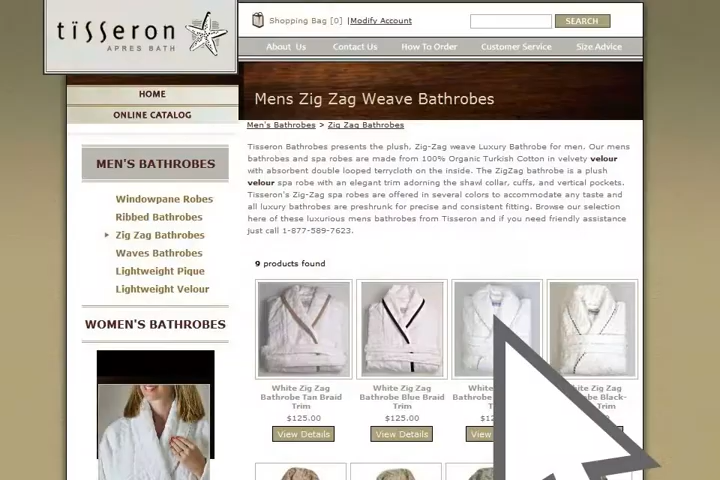 tïsseron
APRES BATH
Shopping Bag [0] |Modify Account
SEARCH
About Us
Contact Us
How To Order
Customer Service
Size Advice
HOME
ONLINE CATALOG
Mens Zig Zag Weave Bathrobes
Men's Bathrobes > Zig Zag Bathrobes
Tisseron Bathrobes presents the plush. Zig-Zag weave Luxury Bathrobe for men. Our mens
bathrobes and spa robes are made from 100% Organic Turkish Cotton in velvety velour
with absorbent double looped terrycloth on the inside. The ZigZag bathrobe is a plush
velour spa robe with an elegant trim adorning the shawl collar, cuffs, and vertical pockets.
Tisseron's Zig-Zag spa robes are offered in several colors to accommodate any taste and
all luxury bathrobes are preshrunk for precise and consistent fitting. Browse our selection
here of these luxurious mens bathrobes from Tisseron and if you need friendly assistance
just call 1-877-589-7623.
MEN'S BATHROBES
Windowpane Robes
Ribbed Bathrobes
Zig Zag Bathrobes
Waves Bathrobes
Lightweight Pique
Lightweight Velour
WOMEN'S BATHROBES
9 products found
White Zig Zag
Bathrobe Tan Braid
Trim
$125.00
View Details
White Zig Zag
Bathrobe Blue Braid
Trim
$125.00
View Details
White
Bathrobe
View
Zig Zag
Black-
Trim